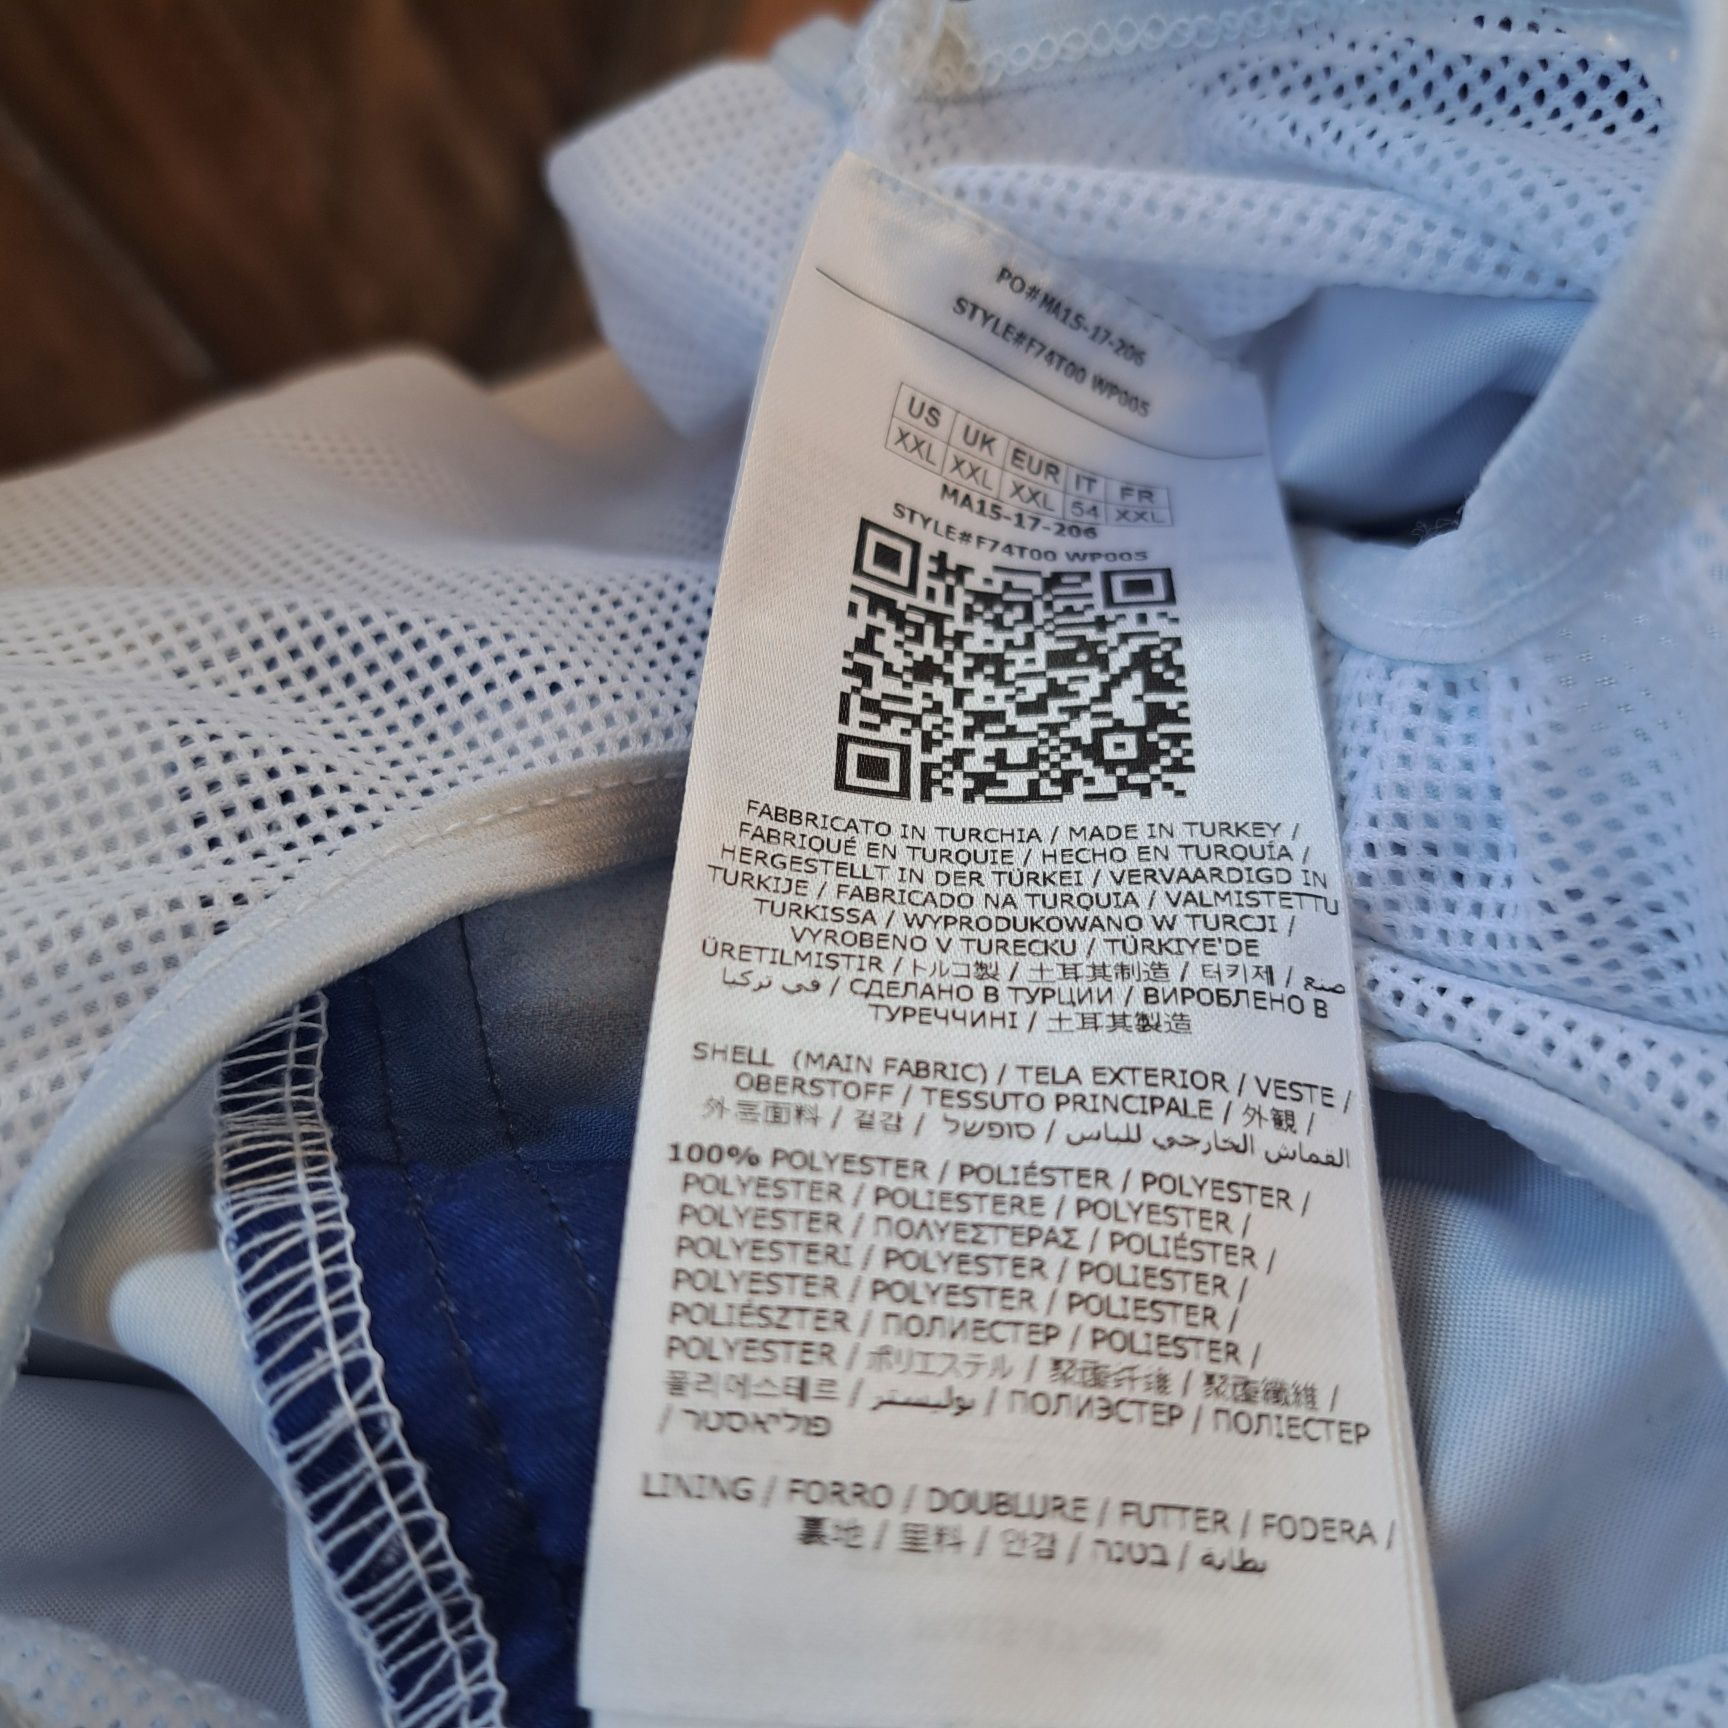 PO#MA15-17-206
STYLE#F74T00 WP005
US UK EUR IT FR
XXL XXL XXL 54 XXL
MA15-17-206
STYLE#F74T00 WP005
FABBRICATO IN TURCHIA / MADE IN TURKEY /
FABRIQUÉ EN TURQUIE / HECHO EN TURQUÍA /
HERGESTELLT IN DER TÜRKEI / VERVAARDIGD IN
TURKIJE / FABRICADO NA TURQUIA / VALMISTETTU
TURKISSA / WYPRODUKOWANO W TURCJI /
VYROBENO V TURECKU / TÜRKIYE'DE
ÜRETILMISTIR / トルコ製 / 土耳其制造 / 터키제 / صنع
في تركيا / СДЕЛАНО В ТУРЦИИ / ВИРОБЛЕНО В
ТУРЕЧЧИНІ / 土耳其製造
SHELL (MAIN FABRIC) / TELA EXTERIOR / VESTE /
OBERSTOFF / TESSUTO PRINCIPALE / 外観 /
外层面料 / 겉감 / סופשל / القماش الخارجي للباس
100% POLYESTER / POLIÉSTER / POLYESTER /
POLYESTER / POLIESTERE / POLYESTER /
POLYESTER / ΠΟΛΥΕΣΤΕΡΑΣ / POLIÉSTER /
POLYESTERI / POLYESTER / POLIESTER /
POLYESTER / POLYESTER / POLIESTER /
POLIÉSZTER / ПОЛИЕСТЕР / POLIESTER /
POLYESTER / ポリエステル / 聚酯纤维 / 聚酯纖維 /
폴리에스테르 / بوليستر / ПОЛИЭСТЕР / ПОЛІЕСТЕР
/ פוליאסטר
LINING / FORRO / DOUBLURE / FUTTER / FODERA /
裏地 / 里料 / 안감 / בטנה / بطانة